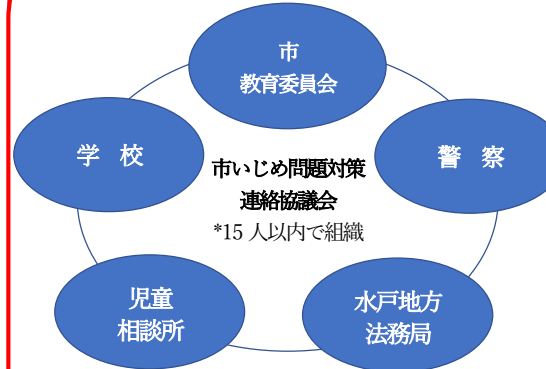 市
教育委員会
学　校
警　察
市いじめ問題対策
連絡協議会
*15 人以内で組織
児童
相談所
水戸地方
法務局